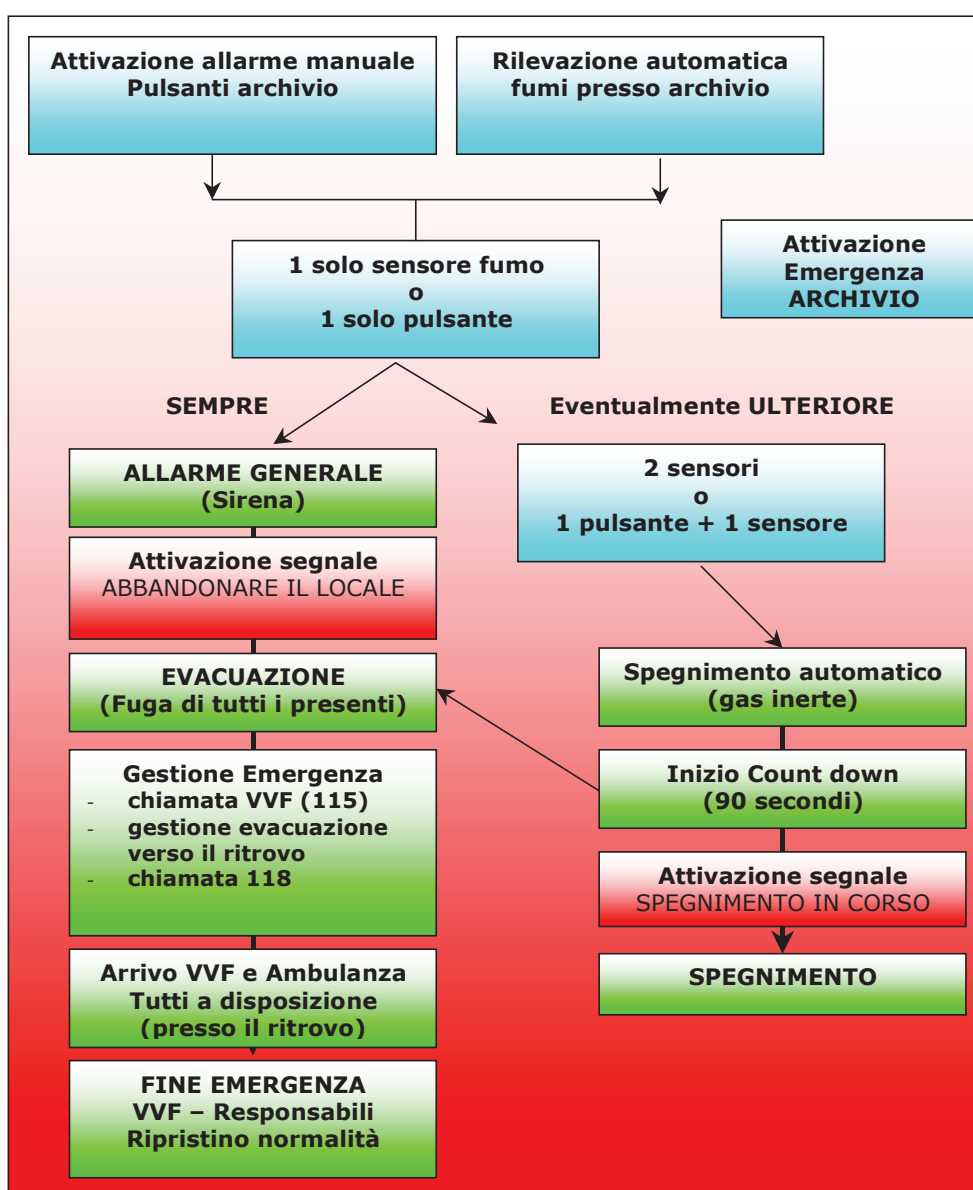 Attivazione allarme manuale
Pulsanti archivio
Rilevazione automatica
fumi presso archivio
1 solo sensore fumo
o
1 solo pulsante
Attivazione
Emergenza
ARCHIVIO
SEMPRE
Eventualmente ULTERIORE
ALLARME GENERALE
(Sirena)
2 sensori
o
1 pulsante + 1 sensore
Attivazione segnale
ABBANDONARE IL LOCALE
EVACUAZIONE
(Fuga di tutti i presenti)
Spegnimento automatico
(gas inerte)
Gestione Emergenza
- chiamata VVF (115)
- gestione evacuazione
verso il ritrovo
- chiamata 118
Inizio Count down
(90 secondi)
Attivazione segnale
SPEGNIMENTO IN CORSO
Arrivo VVF e Ambulanza
Tutti a disposizione
(presso il ritrovo)
SPEGNIMENTO
FINE EMERGENZA
VVF – Responsabili
Ripristino normalità